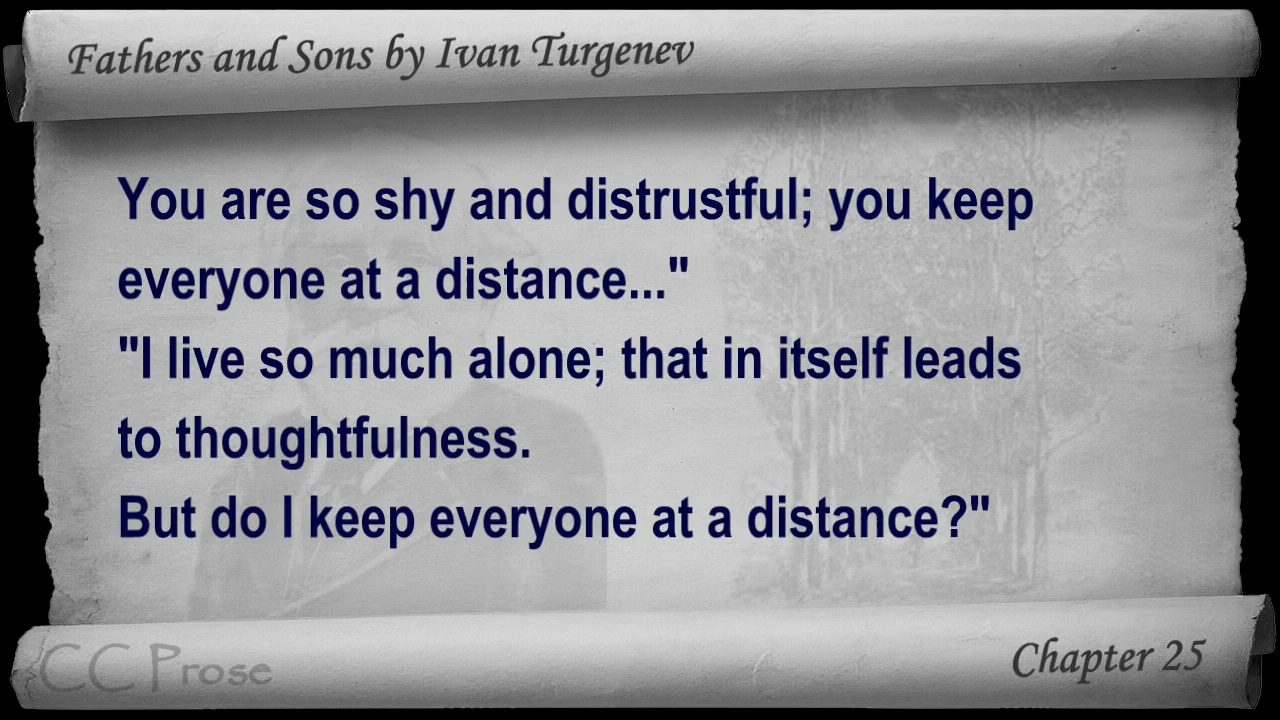 Fathers and Sons by Ivan Turgenev
You are so shy and distrustful; you keep
everyone at a distance..."
"I live so much alone; that in itself leads
to thoughtfulness.
But do I keep everyone at a distance?"
CC Prose
Chapter 25